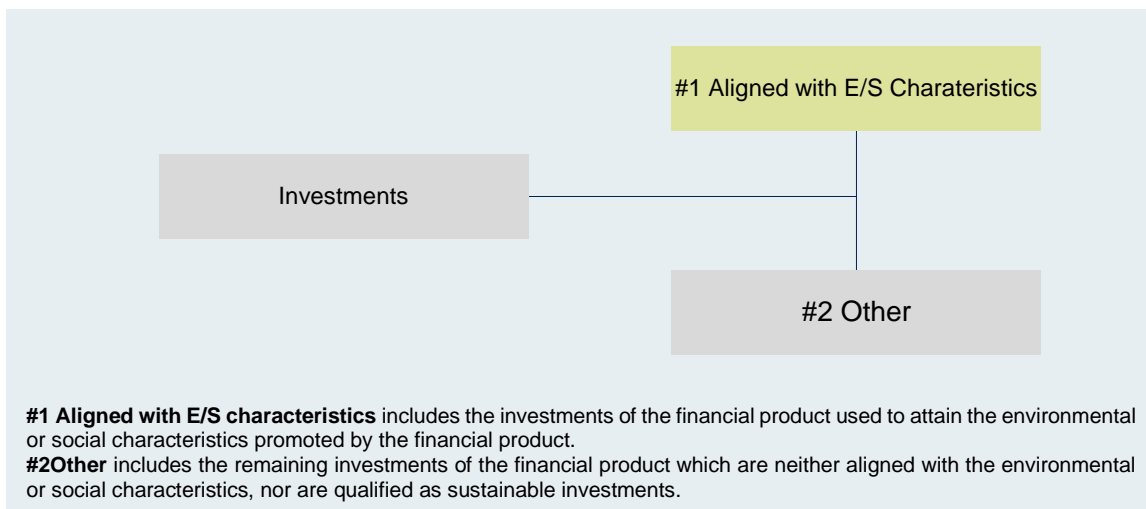 #1 Aligned with E/S Charateristics
Investments
#2 Other
#1 Aligned with E/S characteristics includes the investments of the financial product used to attain the environmental
or social characteristics promoted by the financial product.
#2Other includes the remaining investments of the financial product which are neither aligned with the environmental
or social characteristics, nor are qualified as sustainable investments.